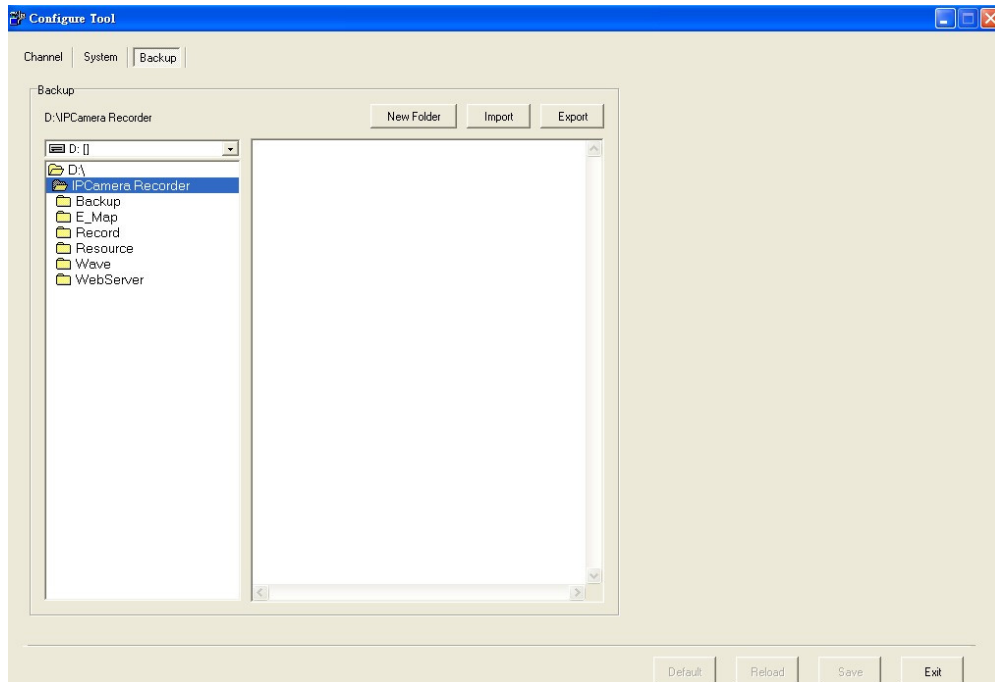 Configure Tool
Channel System Backup
Backup
D:\IPCamera Recorder New Folder Import Export
D: []
D:\
IPCamera Recorder
Backup
E_Map
Record
Resource
Wave
WebServer
Default Reload Save Exit